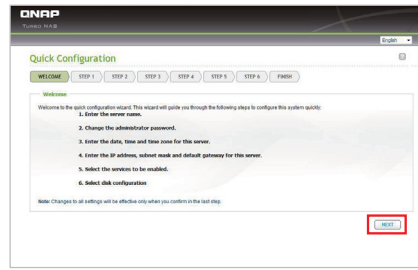 QNAP
TURBO NAS
English
Quick Configuration
WELCOME STEP 1 STEP 2 STEP 3 STEP 4 STEP 5 STEP 6 FINISH
Welcome
Welcome to the quick configuration wizard. This wizard will guide you through the following steps to configure this system quickly.
1. Enter the server name.
2. Change the administrator password.
3. Enter the date, time and time zone for this server.
4. Enter the IP address, subnet mask and default gateway for this server.
5. Select the services to be enabled.
6. Select disk configuration
Note: Changes to all settings will be effective only when you confirm in the last step.
NEXT